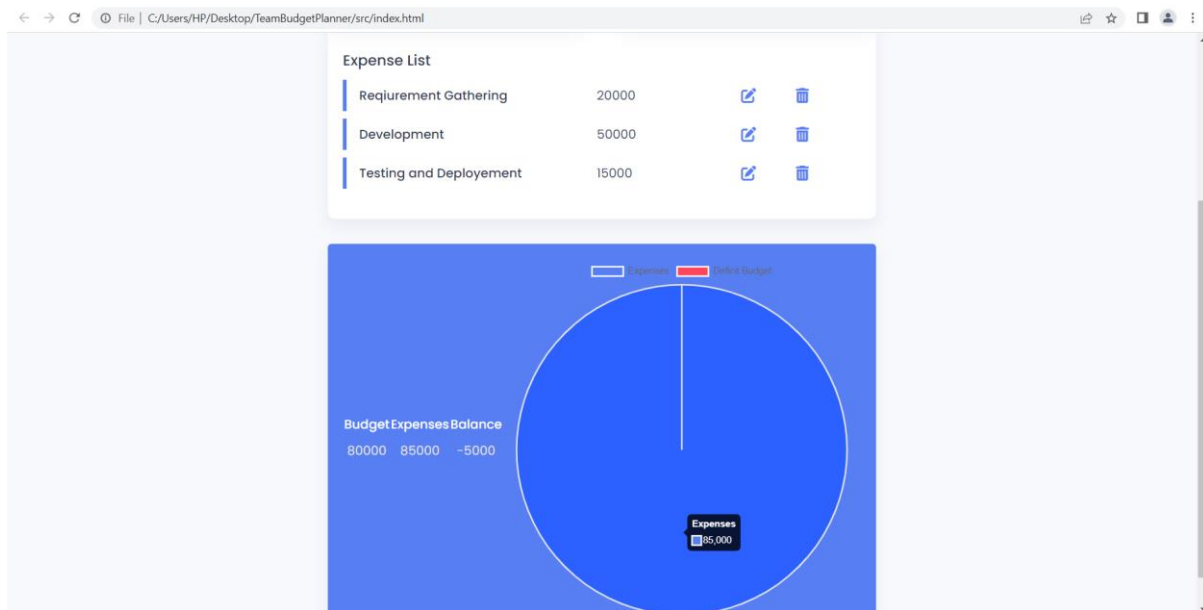 File | C:/Users/HP/Desktop/TeamBudgetPlanner/src/index.html
Expense List
Reqiurement Gathering 20000
Development 50000
Testing and Deployement 15000
Expenses Deficit Budget
Budget Expenses Balance
80000 85000 -5000
Expenses
85,000